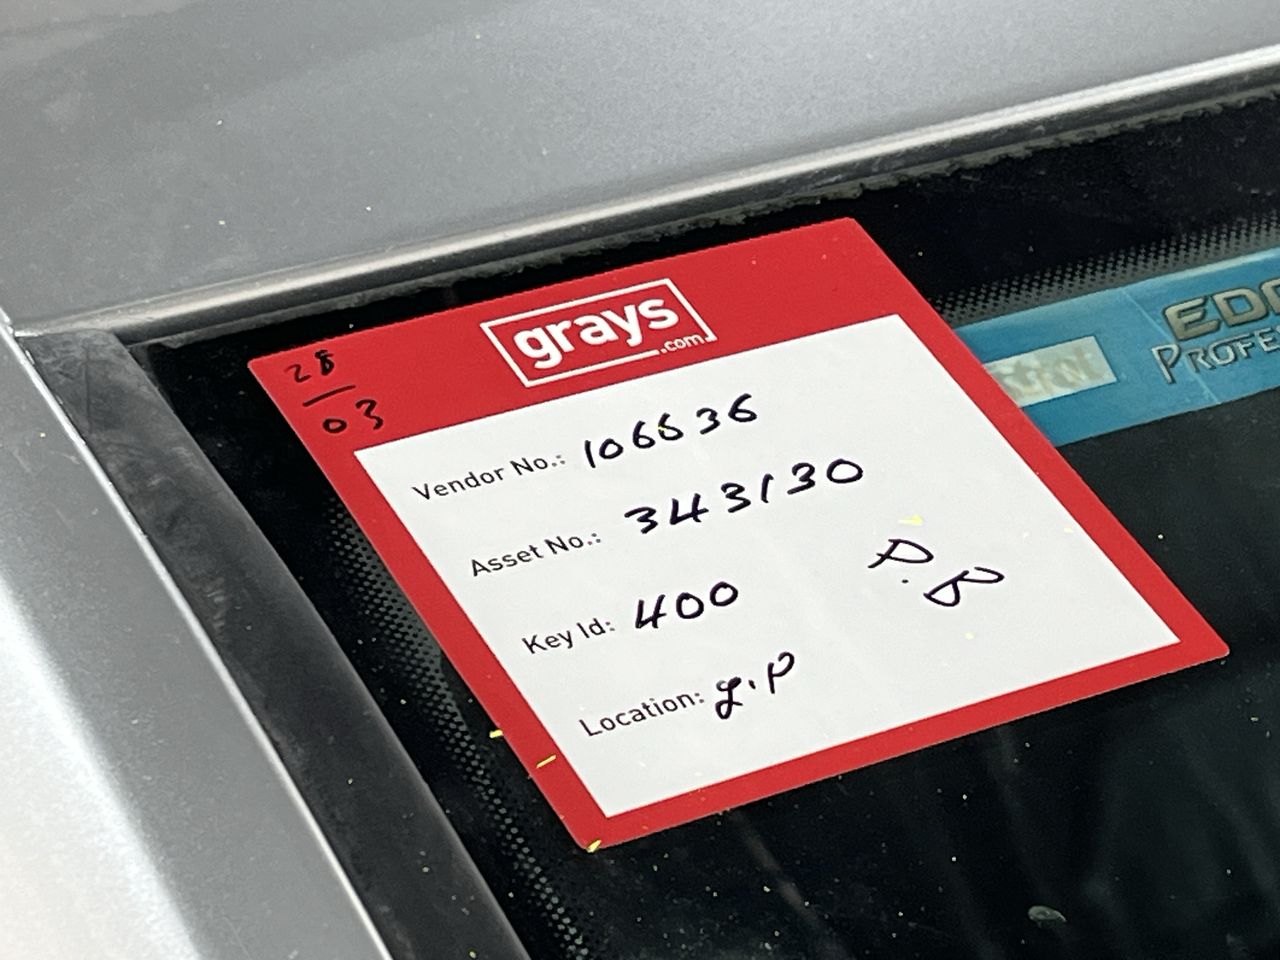 grays
.com
28
03
Vendor No.: 106636
Asset No.: 343130
Key Id: 400
P.B
Location: g.P
EDG
PROFE